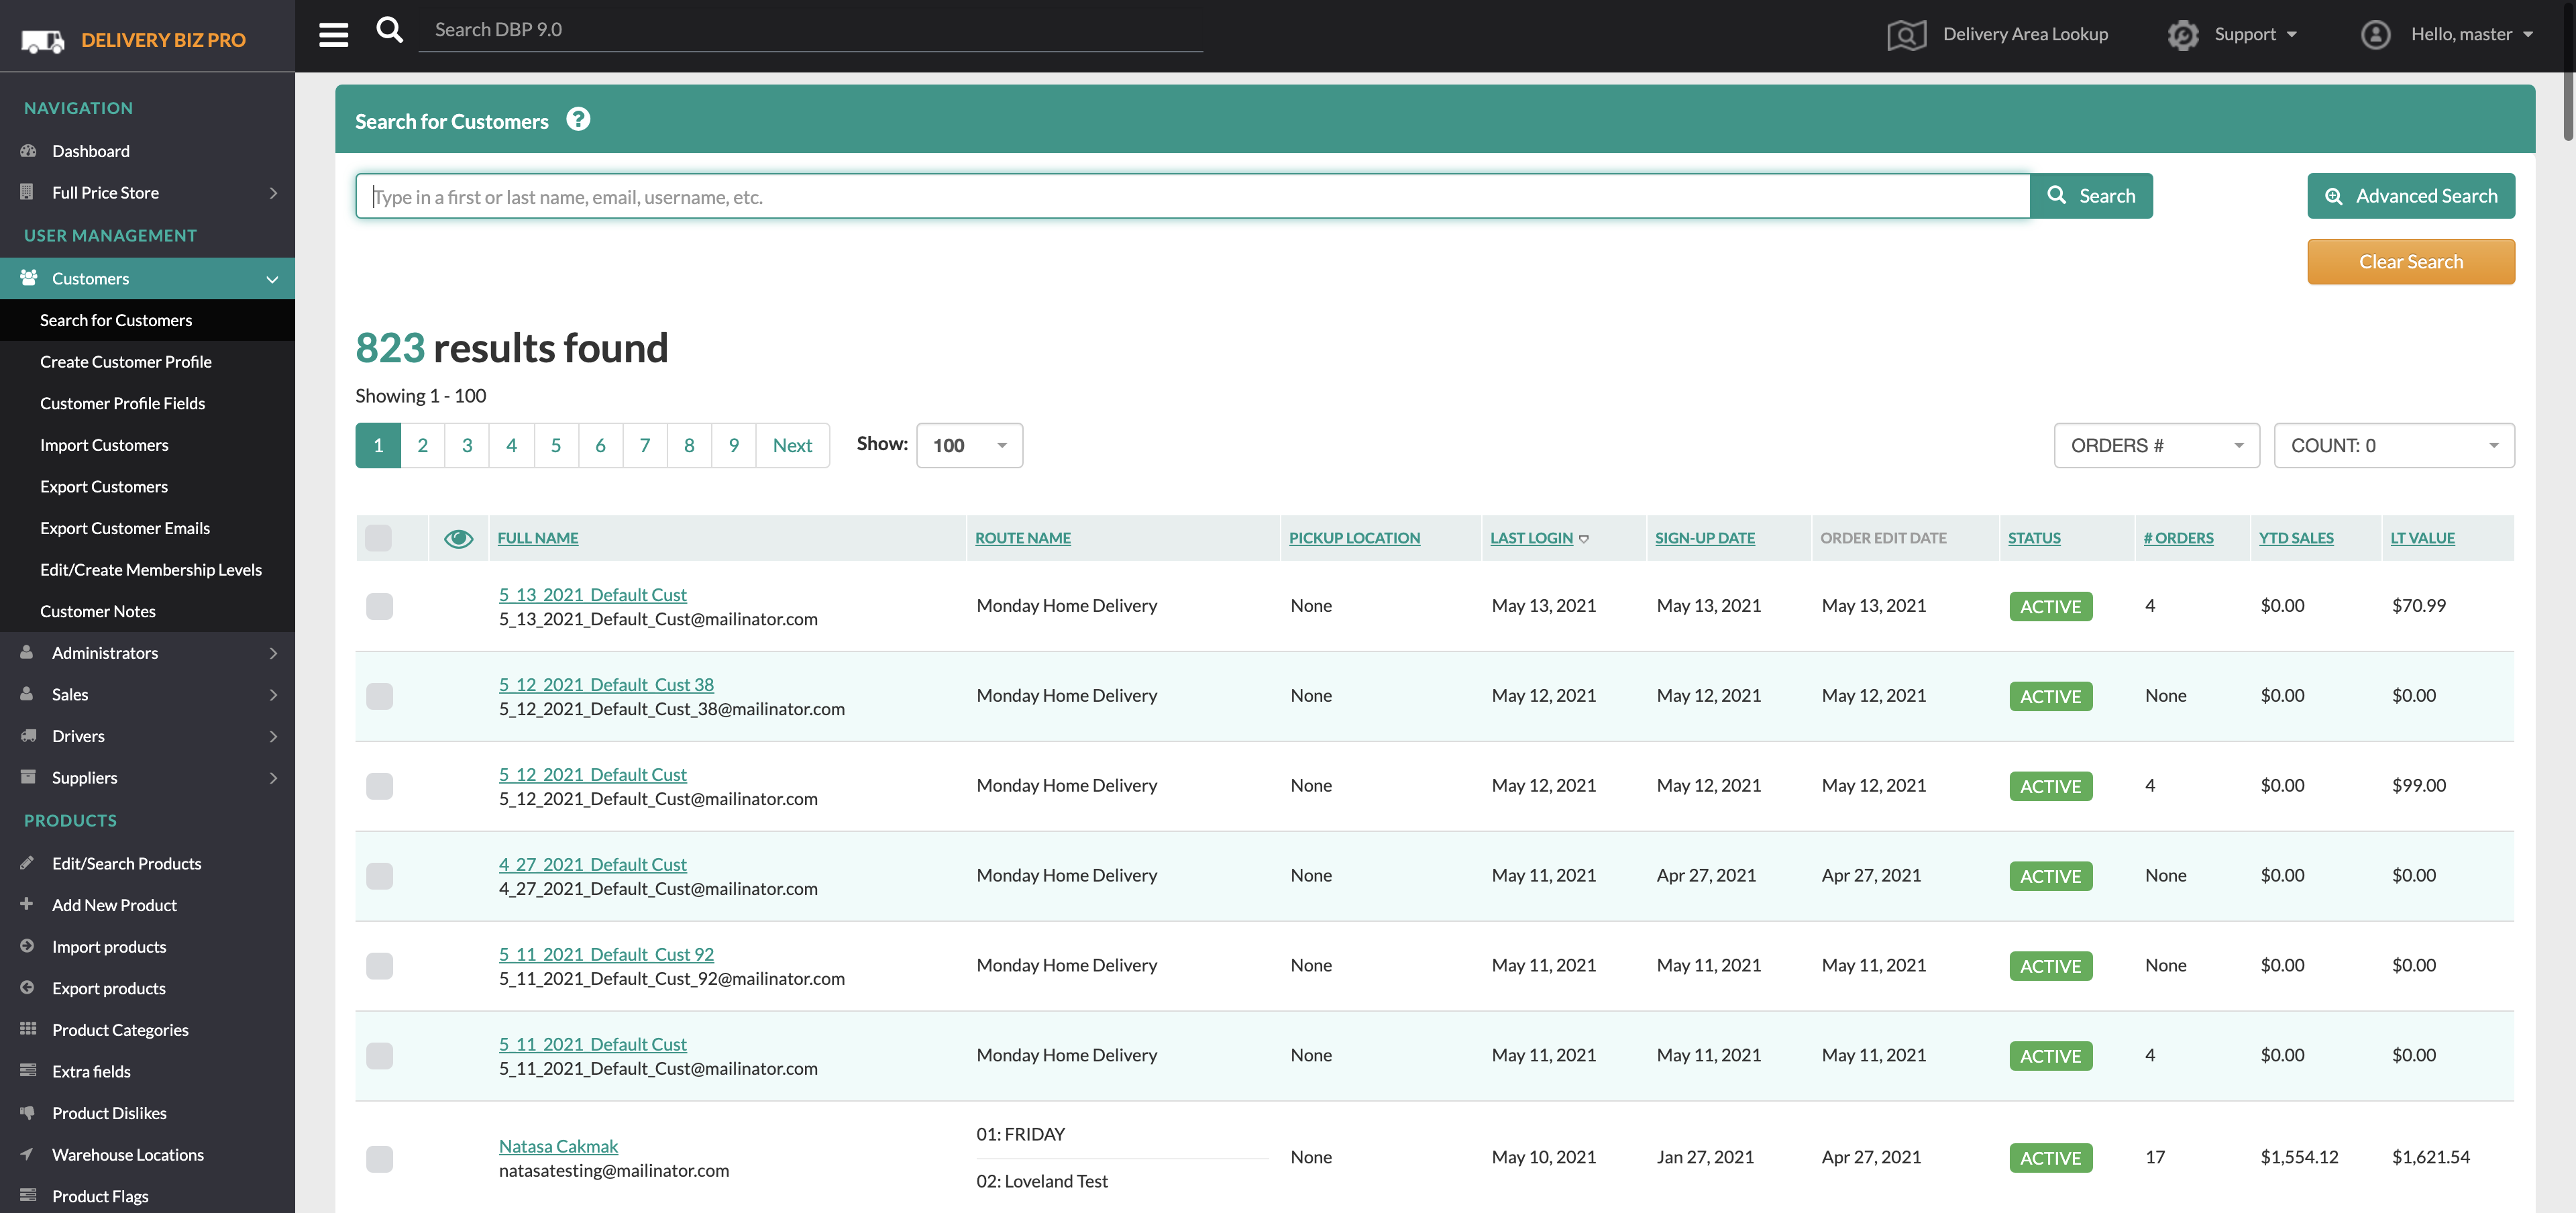 DELIVERY BIZ PRO
Search DBP 9.0
Delivery Area Lookup
Support
Hello, master
NAVIGATION
Dashboard
Full Price Store
USER MANAGEMENT
Customers
Search for Customers
Create Customer Profile
Customer Profile Fields
Import Customers
Export Customers
Export Customer Emails
Edit/Create Membership Levels
Customer Notes
Administrators
Sales
Drivers
Suppliers
PRODUCTS
Edit/Search Products
Add New Product
Import products
Export products
Product Categories
Extra fields
Product Dislikes
Warehouse Locations
Product Flags
Search for Customers ?
Type in a first or last name, email, username, etc.
Search
Advanced Search
Clear Search
823 results found
Showing 1 - 100
1 2 3 4 5 6 7 8 9 Next
Show: 100
ORDERS #
COUNT: 0
FULL NAME ROUTE NAME PICKUP LOCATION LAST LOGIN SIGN-UP DATE ORDER EDIT DATE STATUS # ORDERS YTD SALES LT VALUE
5_13_2021_Default Cust
5_13_2021_Default_Cust@mailinator.com
Monday Home Delivery None May 13, 2021 May 13, 2021 May 13, 2021 ACTIVE 4 $0.00 $70.99
5_12_2021_Default_Cust 38
5_12_2021_Default_Cust_38@mailinator.com
Monday Home Delivery None May 12, 2021 May 12, 2021 May 12, 2021 ACTIVE None $0.00 $0.00
5_12_2021_Default Cust
5_12_2021_Default_Cust@mailinator.com
Monday Home Delivery None May 12, 2021 May 12, 2021 May 12, 2021 ACTIVE 4 $0.00 $99.00
4_27_2021_Default Cust
4_27_2021_Default_Cust@mailinator.com
Monday Home Delivery None May 11, 2021 Apr 27, 2021 Apr 27, 2021 ACTIVE None $0.00 $0.00
5_11_2021_Default_Cust 92
5_11_2021_Default_Cust_92@mailinator.com
Monday Home Delivery None May 11, 2021 May 11, 2021 May 11, 2021 ACTIVE None $0.00 $0.00
5_11_2021_Default Cust
5_11_2021_Default_Cust@mailinator.com
Monday Home Delivery None May 11, 2021 May 11, 2021 May 11, 2021 ACTIVE 4 $0.00 $0.00
Natasa Cakmak
natasatesting@mailinator.com
01: FRIDAY
02: Loveland Test
None May 10, 2021 Jan 27, 2021 Apr 27, 2021 ACTIVE 17 $1,554.12 $1,621.54